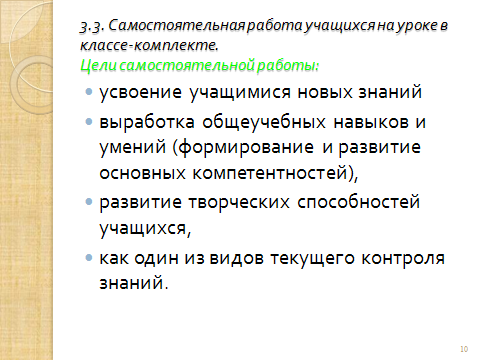 3.3. Самостоятельная работа учащихся на уроке в
классе-комплекте.
Цели самостоятельной работы:
• усвоение учащимися новых знаний
• выработка общеучебных навыков и
умений (формирование и развитие
основных компетентностей),
• развитие творческих способностей
учащихся,
• как один из видов текущего контроля
знаний.
10